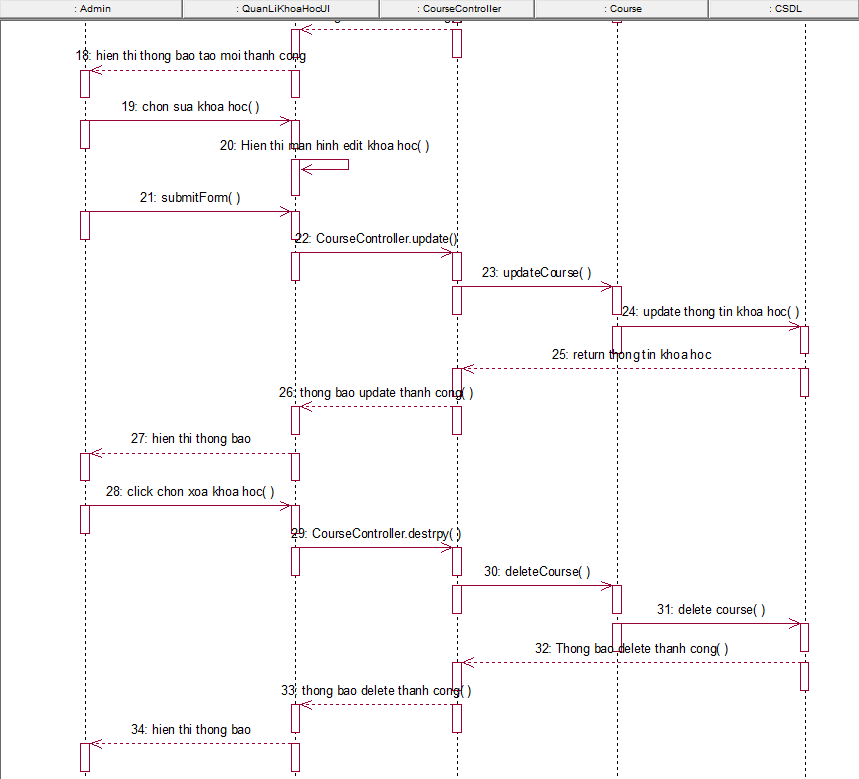 : Admin
: QuanLiKhoaHocUI
: CourseController
: Course
: CSDL
18: hien thi thong bao tao moi thanh cong
19: chon sua khoa hoc( )
20: Hien thi man hinh edit khoa hoc( )
21: submitForm( )
22: CourseController.update()
23: updateCourse( )
24: update thong tin khoa hoc( )
25: return thong tin khoa hoc
26: thong bao update thanh cong( )
27: hien thi thong bao
28: click chon xoa khoa hoc( )
29: CourseController.destrpy( )
30: deleteCourse( )
31: delete course( )
32: Thong bao delete thanh cong( )
33: thong bao delete thanh cong( )
34: hien thi thong bao